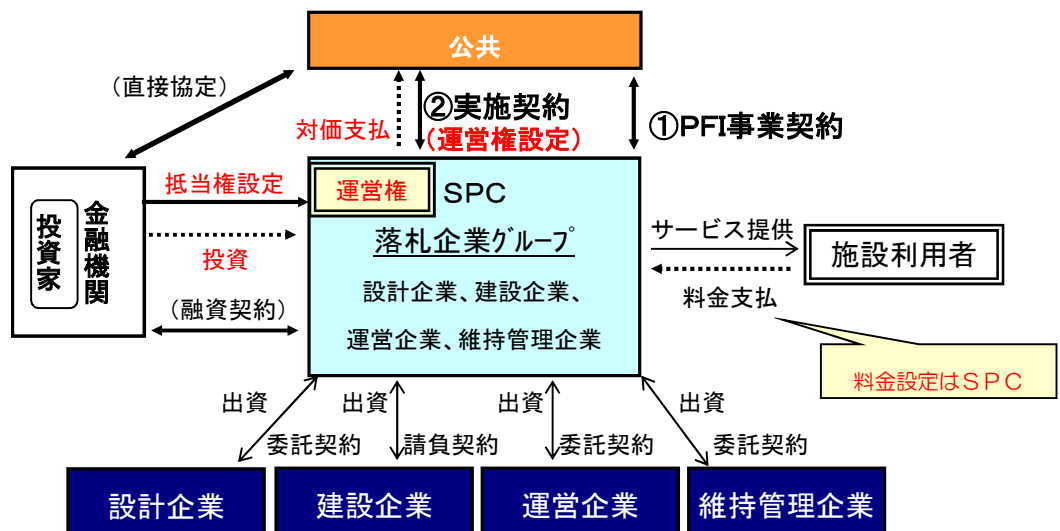 公共
（直接協定）
対価支払
②実施契約
（運営権設定）
①PFI事業契約
抵当権設定
運営権
SPC
投資家
金融機関
投資
落札企業ｸﾞﾙｰﾌﾟ
設計企業、建設企業、
運営企業、維持管理企業
（融資契約）
サービス提供
施設利用者
料金支払
料金設定はＳＰＣ
出資
出資
出資
出資
委託契約
請負契約
委託契約
委託契約
設計企業
建設企業
運営企業
維持管理企業